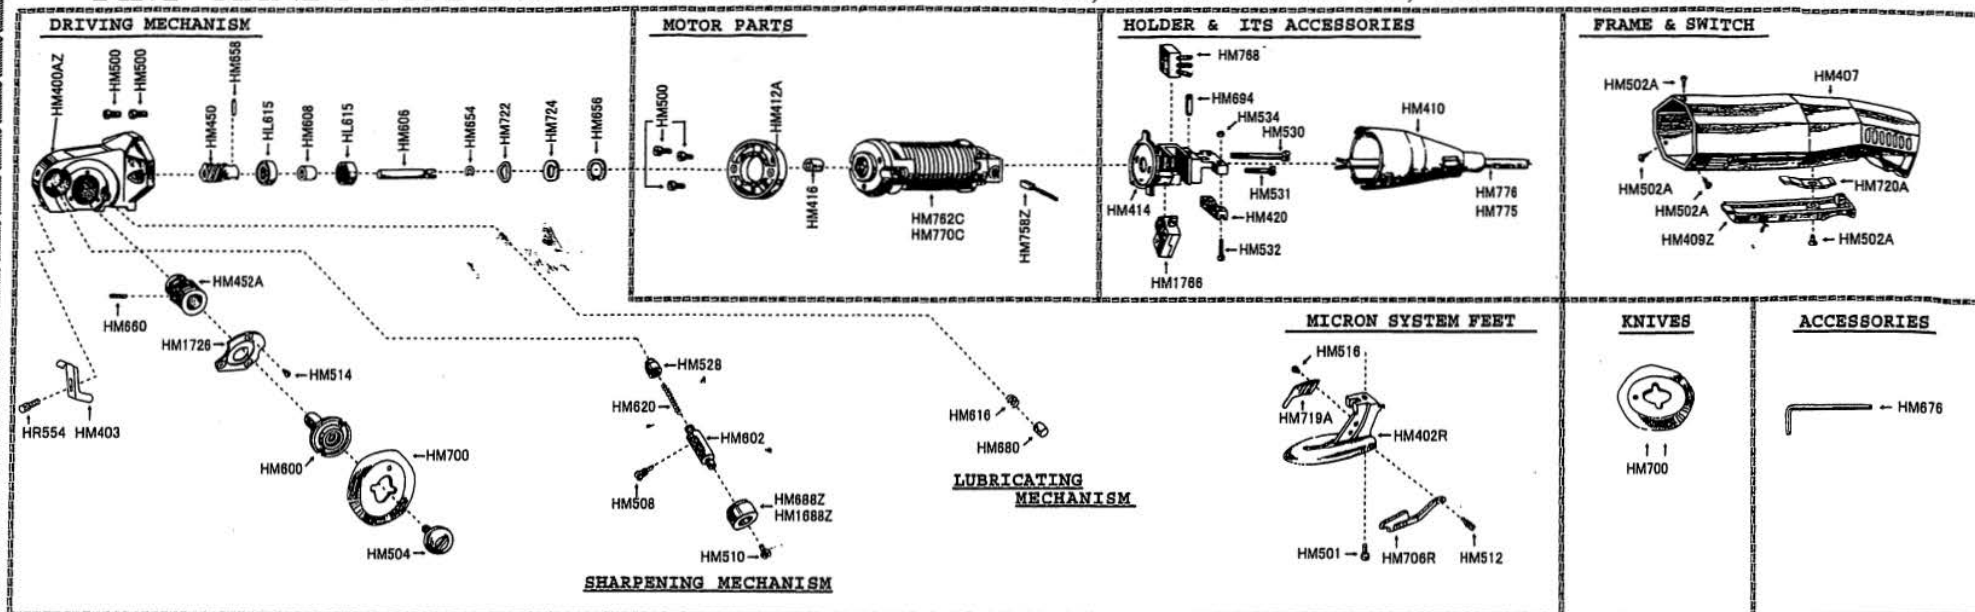 DRIVING MECHANISM
HM400AZ
HM500
HM500
HM658
HM450
HL615
HM608
HL615
HM606
HM654
HM722
HM724
HM656
HM452A
HM660
HM1726
HM514
HR554
HM403
HM600
HM700
HM504
HM528
HM620
HM602
HM508
HM688Z
HM1688Z
HM510
SHARPENING MECHANISM
HM616
HM680
LUBRICATING
MECHANISM
MOTOR PARTS
HM500
HM412A
HM416
HM762C
HM770C
HM758Z
HOLDER & ITS ACCESSORIES
HM768
HM694
HM534
HM530
HM531
HM414
HM420
HM532
HM1766
HM410
HM776
HM775
FRAME & SWITCH
HM502A
HM407
HM502A
HM502A
HM720A
HM409Z
HM502A
MICRON SYSTEM FEET
HM516
HM719A
HM402R
HM501
HM706R
HM512
KNIVES
HM700
ACCESSORIES
HM676